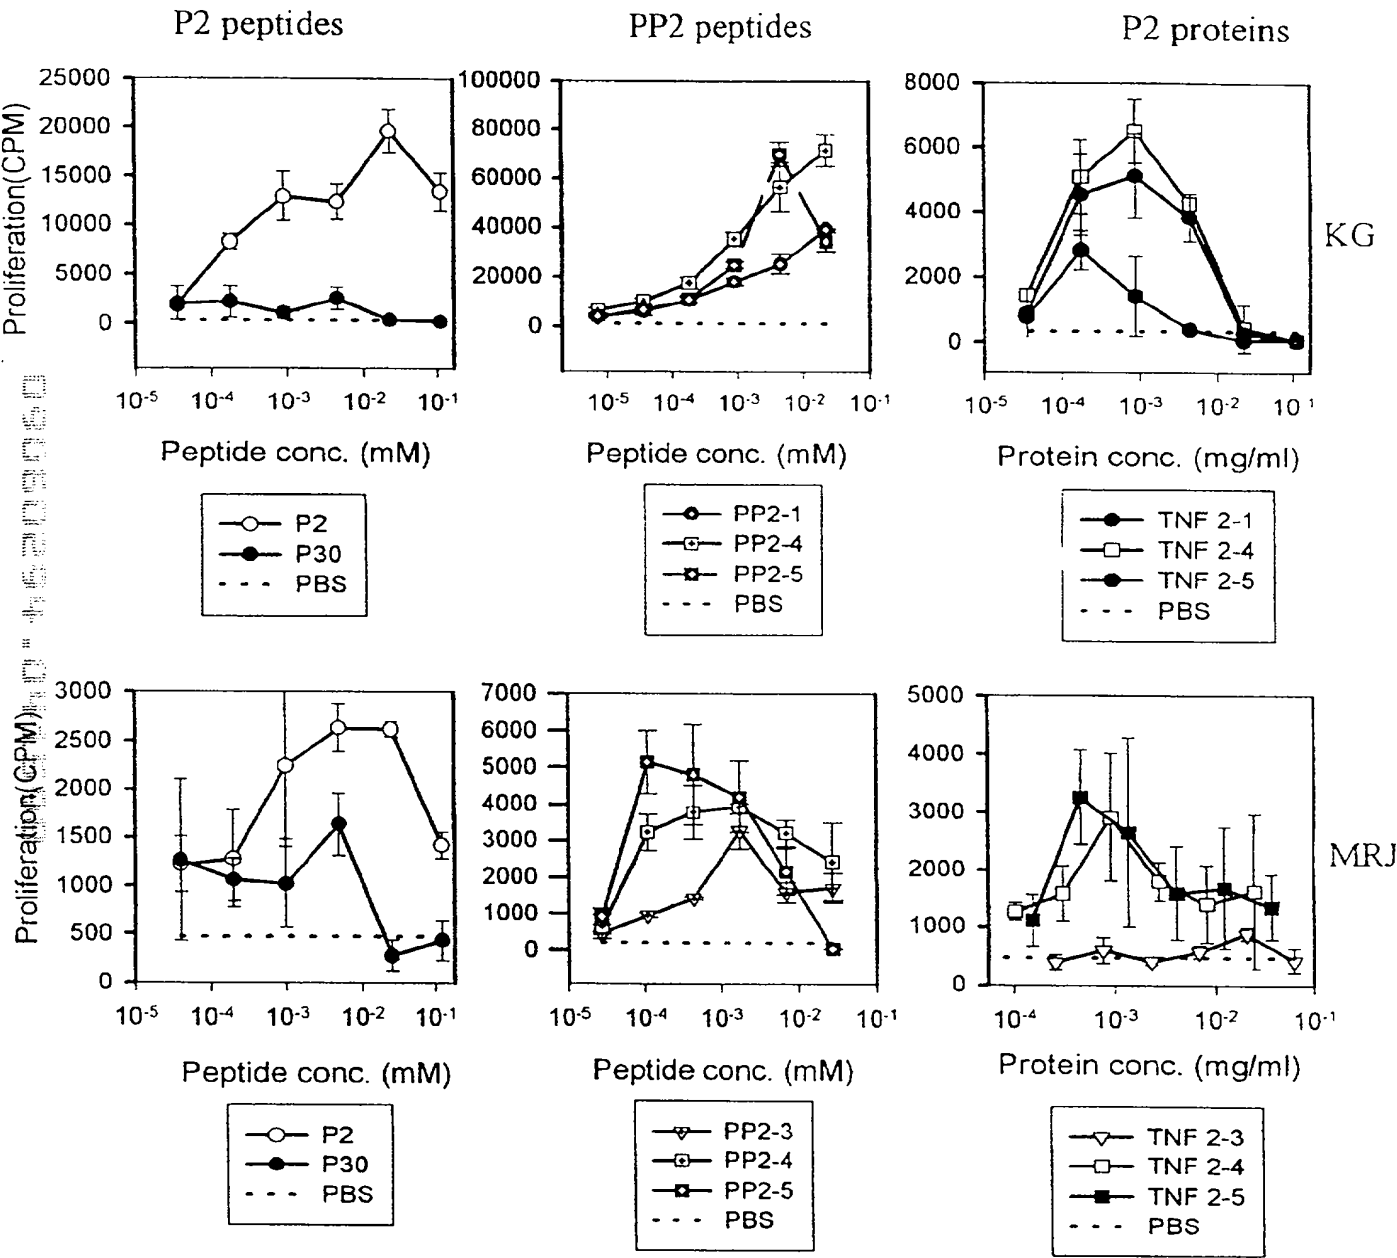 P2 peptides
PP2 peptides
P2 proteins
Proliferation(CPM)
25000
20000
15000
10000
5000
0
10-5
10-4
10-3
10-2
10-1
Peptide conc. (mM)
P2
P30
PBS
100000
80000
60000
40000
20000
0
10-5
10-4
10-3
10-2
10-1
Peptide conc. (mM)
PP2-1
PP2-4
PP2-5
PBS
8000
6000
4000
2000
0
10-5
10-4
10-3
10-2
10 1
Protein conc. (mg/ml)
TNF 2-1
TNF 2-4
TNF 2-5
PBS
KG
Proliferation(CPM)
3000
2500
2000
1500
1000
500
0
10-5
10-4
10-3
10-2
10-1
Peptide conc. (mM)
P2
P30
PBS
7000
6000
5000
4000
3000
2000
1000
0
10-5
10-4
10-3
10-2
10-1
Peptide conc. (mM)
PP2-3
PP2-4
PP2-5
PBS
5000
4000
3000
2000
1000
0
10-4
10-3
10-2
10-1
Protein conc. (mg/ml)
TNF 2-3
TNF 2-4
TNF 2-5
PBS
MRJ